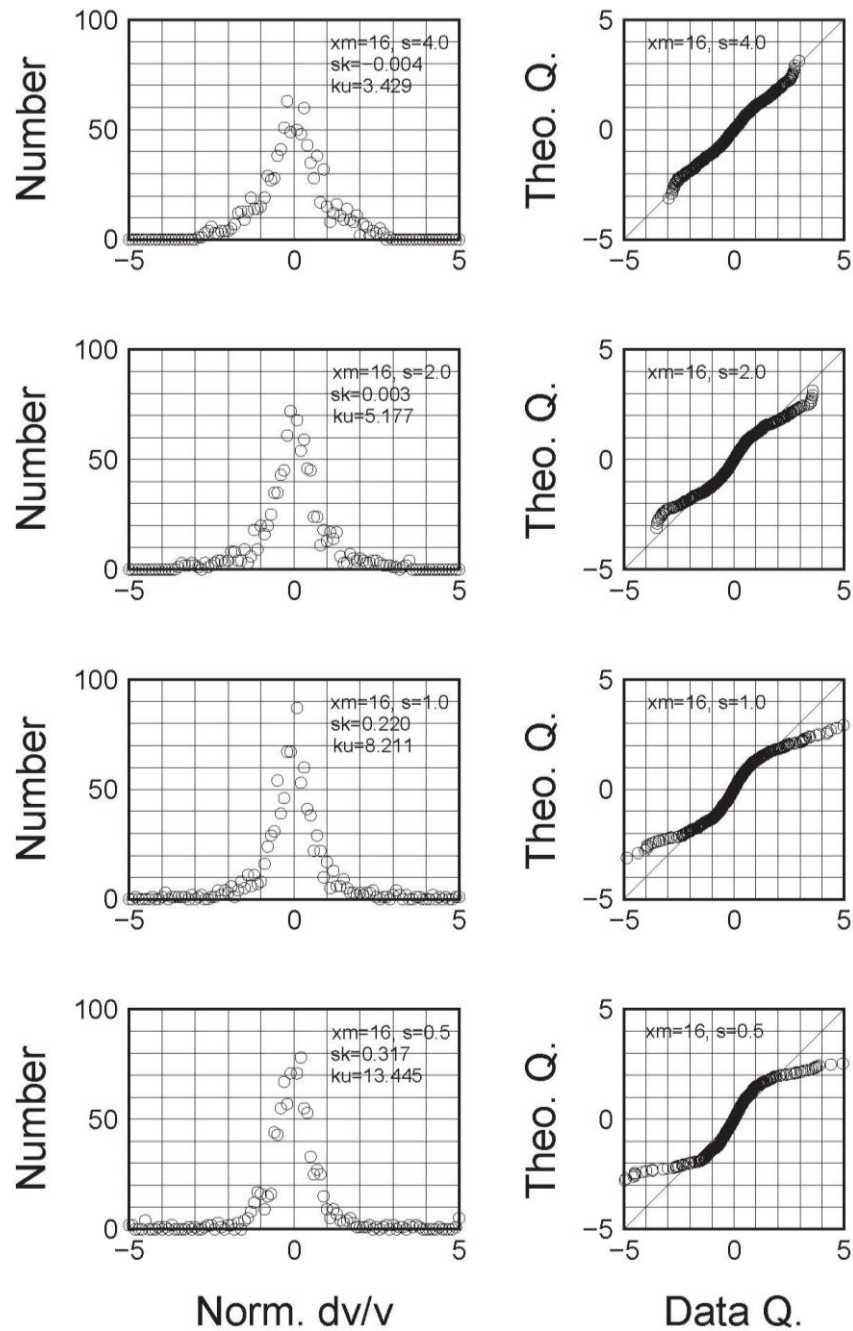 100
Number
50
0
−5
0
5
xm=16, s=4.0
sk=−0.004
ku=3.429
5
Theo. Q.
0
−5
−5
0
5
xm=16, s=4.0
100
Number
50
0
−5
0
5
xm=16, s=2.0
sk=0.003
ku=5.177
5
Theo. Q.
0
−5
−5
0
5
xm=16, s=2.0
100
Number
50
0
−5
0
5
xm=16, s=1.0
sk=0.220
ku=8.211
5
Theo. Q.
0
−5
−5
0
5
xm=16, s=1.0
100
Number
50
0
−5
0
5
xm=16, s=0.5
sk=0.317
ku=13.445
5
Theo. Q.
0
−5
−5
0
5
xm=16, s=0.5
Norm. dv/v
Data Q.